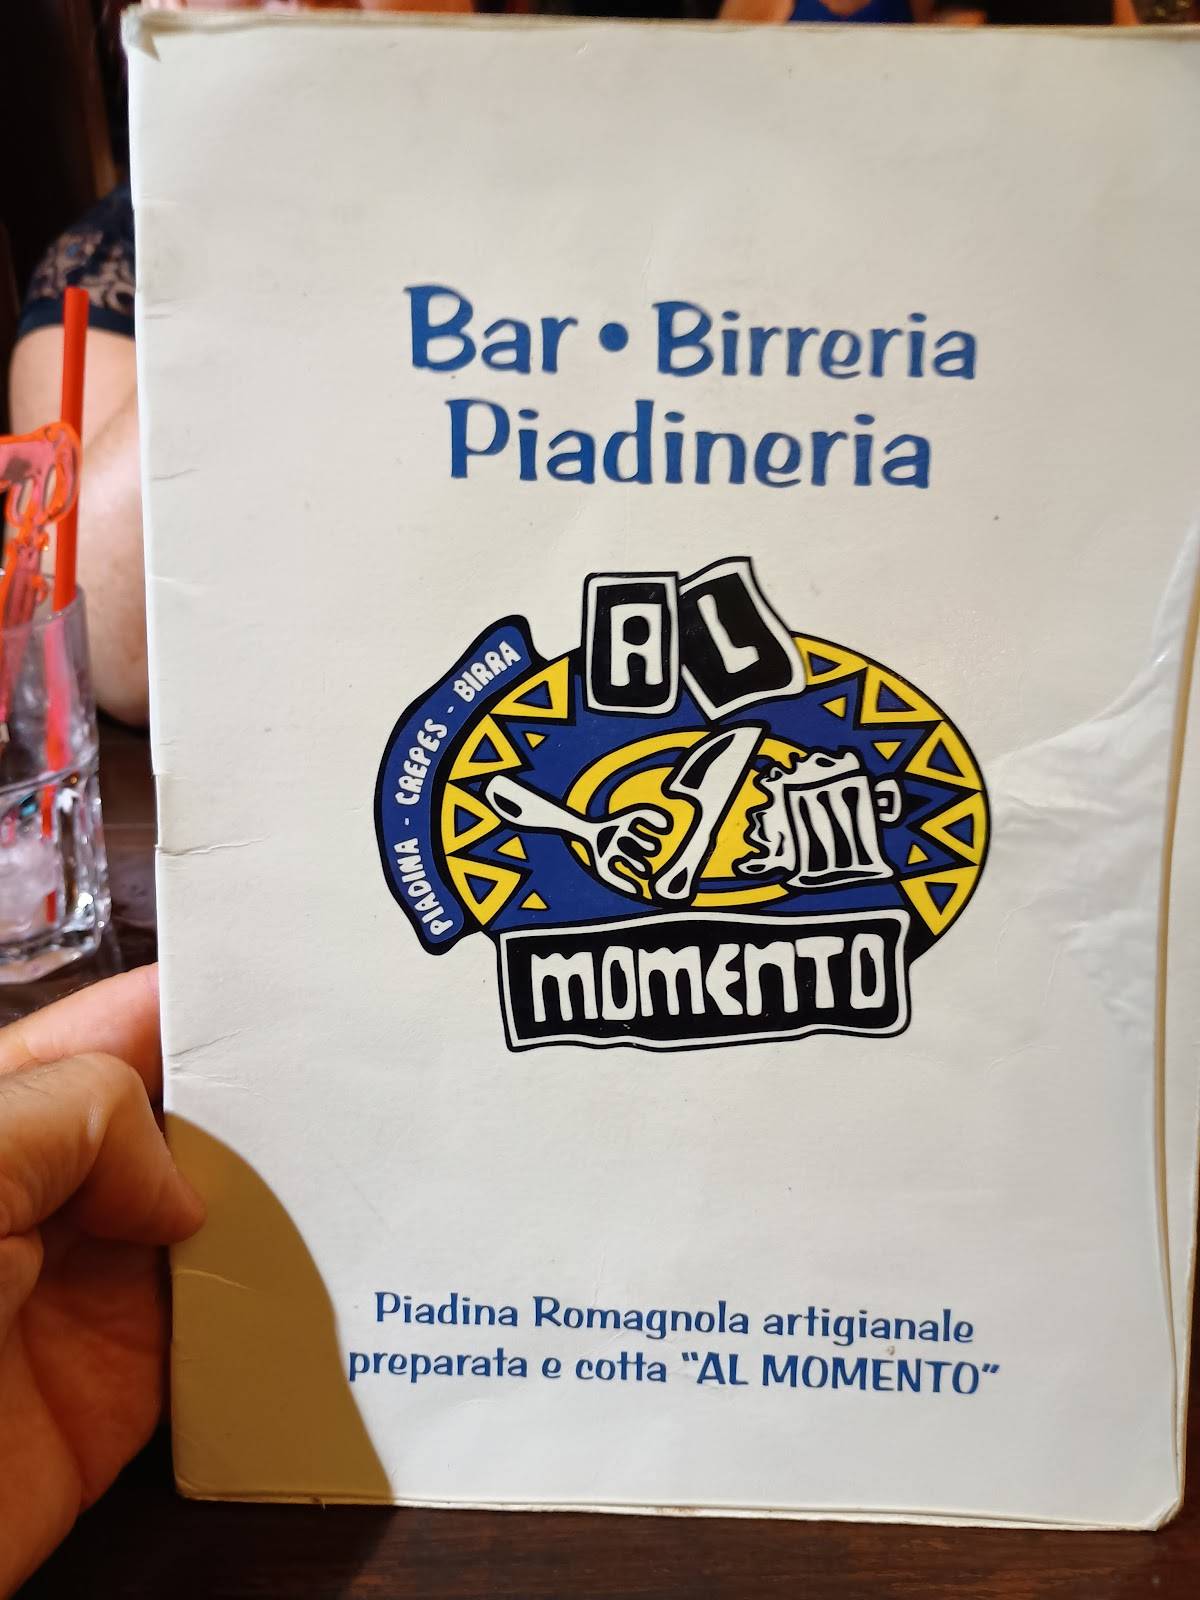 Bar • Birreria
Piadineria
AL
PIADINA - CREPES - BIRRA
MOMENTO
Piadina Romagnola artigianale
preparata e cotta "AL MOMENTO"